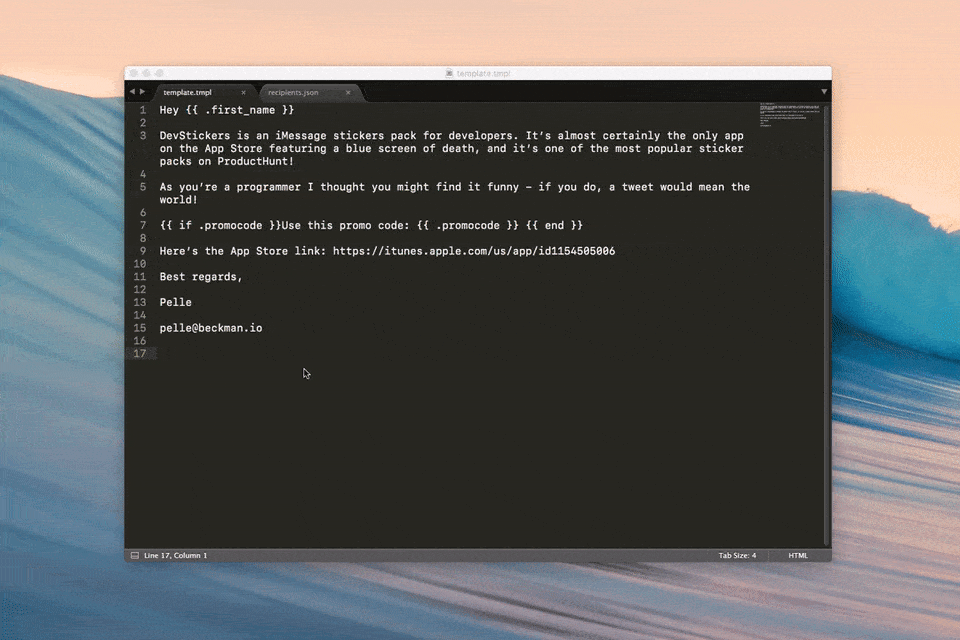 template.tmpl
template.tmpl × recipients.json ×
1 Hey {{ .first_name }}
2
3 DevStickers is an iMessage stickers pack for developers. It’s almost certainly the only app
on the App Store featuring a blue screen of death, and it’s one of the most popular sticker
packs on ProductHunt!
4
5 As you’re a programmer I thought you might find it funny – if you do, a tweet would mean the
world!
6
7 {{ if .promocode }}Use this promo code: {{ .promocode }} {{ end }}
8
9 Here’s the App Store link: https://itunes.apple.com/us/app/id1154505006
10
11 Best regards,
12
13 Pelle
14
15 pelle@beckman.io
16
17
Line 17, Column 1 Tab Size: 4 HTML